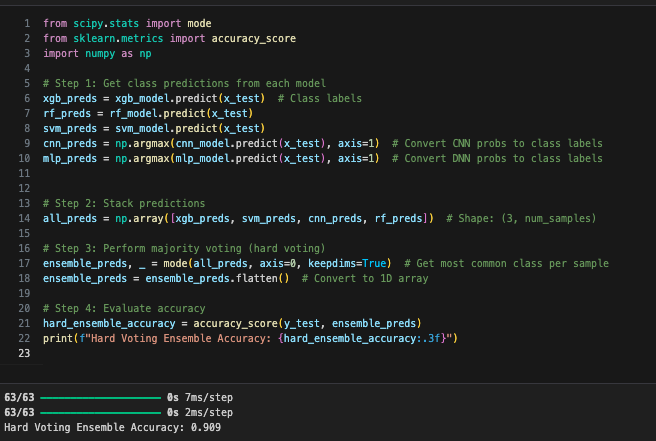 1 from scipy.stats import mode
2 from sklearn.metrics import accuracy_score
3 import numpy as np
4
5 # Step 1: Get class predictions from each model
6 xgb_preds = xgb_model.predict(x_test)  # Class labels
7 rf_preds = rf_model.predict(x_test)
8 svm_preds = svm_model.predict(x_test)
9 cnn_preds = np.argmax(cnn_model.predict(x_test), axis=1)  # Convert CNN probs to class labels
10 mlp_preds = np.argmax(mlp_model.predict(x_test), axis=1)  # Convert DNN probs to class labels
11
12
13 # Step 2: Stack predictions
14 all_preds = np.array([xgb_preds, svm_preds, cnn_preds, rf_preds])  # Shape: (3, num_samples)
15
16 # Step 3: Perform majority voting (hard voting)
17 ensemble_preds, _ = mode(all_preds, axis=0, keepdims=True)  # Get most common class per sample
18 ensemble_preds = ensemble_preds.flatten()  # Convert to 1D array
19
20 # Step 4: Evaluate accuracy
21 hard_ensemble_accuracy = accuracy_score(y_test, ensemble_preds)
22 print(f"Hard Voting Ensemble Accuracy: {hard_ensemble_accuracy:.3f}")
23
63/63 0s 7ms/step
63/63 0s 2ms/step
Hard Voting Ensemble Accuracy: 0.909